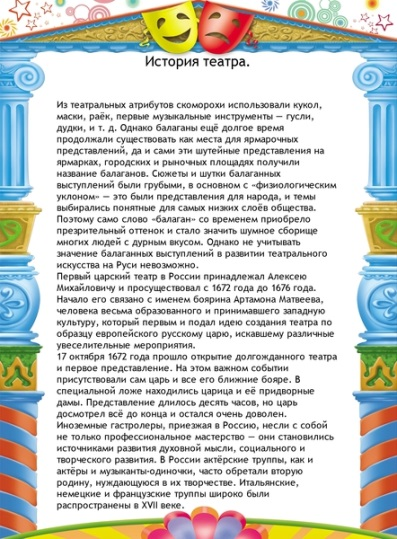 История театра.
Из театральных атрибутов скоморохи использовали кукол,
маски, раёк, первые музыкальные инструменты — гусли,
дудки, и т. д. Однако балаганы ещё долгое время
продолжали существовать как места для ярмарочных
представлений, да и сами эти шутейные представления на
ярмарках, городских и рыночных площадях получили
название балаганов. Сюжеты и шутки балаганных
выступлений были грубыми, в основном с «физиологическим
уклоном» — это были представления для народа, и темы
выбирались понятные для самых низких слоёв общества.
Поэтому само слово «балаган» со временем приобрело
презрительный оттенок и стало значить шумное сборище
многих людей с дурным вкусом. Однако не учитывать
значение балаганных выступлений в развитии театрального
искусства на Руси невозможно.
Первый царский театр в России принадлежал Алексею
Михайловичу и просуществовал с 1672 года до 1676 года.
Начало его связано с именем боярина Артамона Матвеева,
человека весьма образованного и принимавшего западную
культуру, который первым и подал идею создания театра по
образцу европейского русскому царю, искавшему различные
увеселительные мероприятия.
17 октября 1672 года прошло открытие долгожданного театра
и первое представление. На этом важном событии
присутствовали сам царь и все его ближние бояре. В
специальной ложе находились царица и её придворные
дамы. Представление длилось десять часов, но царь
досмотрел всё до конца и остался очень доволен.
Иноземные гастролеры, приезжая в Россию, несли с собой
не только профессиональное мастерство — они становились
источниками развития духовной мысли, социального и
творческого развития. В России актёрские труппы, как и
актёры и музыканты-одиночки, часто обретали вторую
родину, нуждающуюся в их творчестве. Итальянские,
немецкие и французские труппы широко были
распространены в XVII веке.